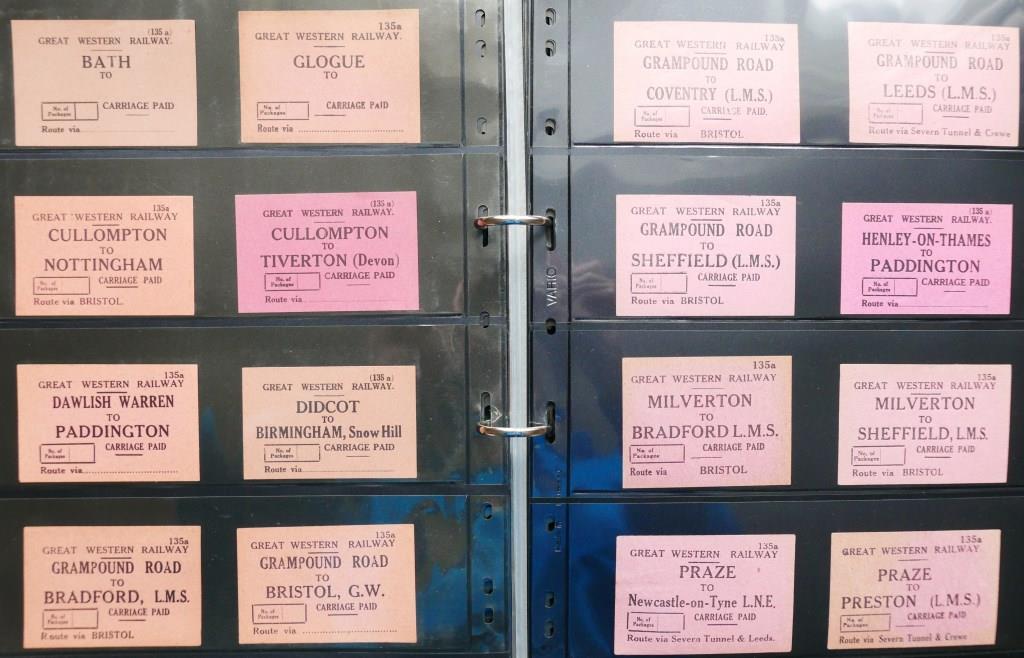 (135 a)
GREAT WESTERN RAILWAY.
BATH
TO
No. of Packages
CARRIAGE PAID
Route via
135a
GREAT WESTERN RAILWAY.
GLOGUE
TO
No. of Packages
CARRIAGE PAID
Route via
135a
GREAT WESTERN RAILWAY
CULLOMPTON
TO
NOTTINGHAM
No. of Packages
CARRIAGE PAID
Route via BRISTOL.
(135 a)
GREAT WESTERN RAILWAY.
CULLOMPTON
TO
TIVERTON (Devon)
No. of Packages
CARRIAGE PAID
Route via
135a
GREAT WESTERN RAILWAY
DAWLISH WARREN
TO
PADDINGTON
No. of Packages
CARRIAGE PAID
Route via
(135 a)
GREAT WESTERN RAILWAY.
DIDCOT
TO
BIRMINGHAM, Snow Hill
No. of Packages
CARRIAGE PAID
Route via
135a
GREAT WESTERN RAILWAY
GRAMPOUND ROAD
TO
BRADFORD, L.M.S.
No. of Packages
CARRIAGE PAID
Route via BRISTOL
135a
GREAT WESTERN RAILWAY
GRAMPOUND ROAD
TO
BRISTOL, G.W.
No. of Packages
CARRIAGE PAID
Route via
VARIO
135a
GREAT WESTERN RAILWAY
GRAMPOUND ROAD
TO
COVENTRY (L.M.S.)
No. of Packages
CARRIAGE PAID
Route via BRISTOL
135a
GREAT WESTERN RAILWAY
GRAMPOUND ROAD
TO
LEEDS (L.M.S.)
No. of Packages
CARRIAGE PAID
Route via Severn Tunnel & Crewe
135a
GREAT WESTERN RAILWAY
GRAMPOUND ROAD
TO
SHEFFIELD (L.M.S.)
No. of Packages
CARRIAGE PAID
Route via BRISTOL
(135 a)
GREAT WESTERN RAILWAY.
HENLEY-ON-THAMES
TO
PADDINGTON
No. of Packages
CARRIAGE PAID
Route via
135a
GREAT WESTERN RAILWAY
MILVERTON
TO
BRADFORD L.M.S.
No. of Packages
CARRIAGE PAID
Route via BRISTOL
135a
GREAT WESTERN RAILWAY
MILVERTON
TO
SHEFFIELD, L.M.S.
No. of Packages
CARRIAGE PAID
Route via BRISTOL
135a
GREAT WESTERN RAILWAY
PRAZE
TO
Newcastle-on-Tyne L.N.E.
No. of Packages
CARRIAGE PAID
Route via Severn Tunnel & Leeds.
135a
GREAT WESTERN RAILWAY
PRAZE
TO
PRESTON (L.M.S.)
No. of Packages
CARRIAGE PAID
Route via Severn Tunnel & Crewe